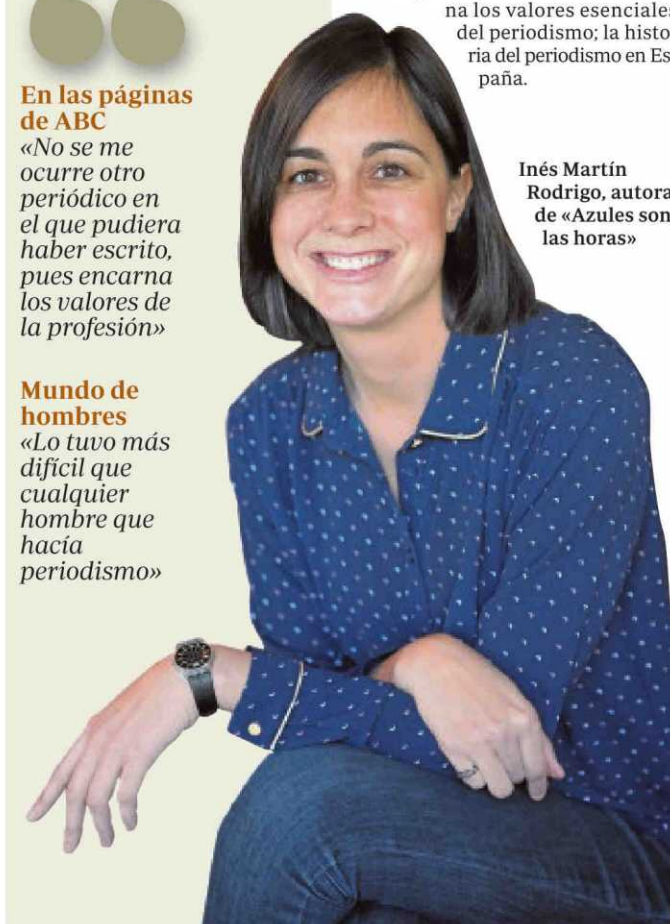 na los valores esenciales
del periodismo; la histo-
ria del periodismo en Es-
paña.
En las páginas
de ABC
«No se me
ocurre otro
periódico en
el que pudiera
haber escrito,
pues encarna
los valores de
la profesión»
Mundo de
hombres
«Lo tuvo más
difícil que
cualquier
hombre que
hacía
periodismo»
Inés Martín
Rodrigo, autora
de «Azules son
las horas»